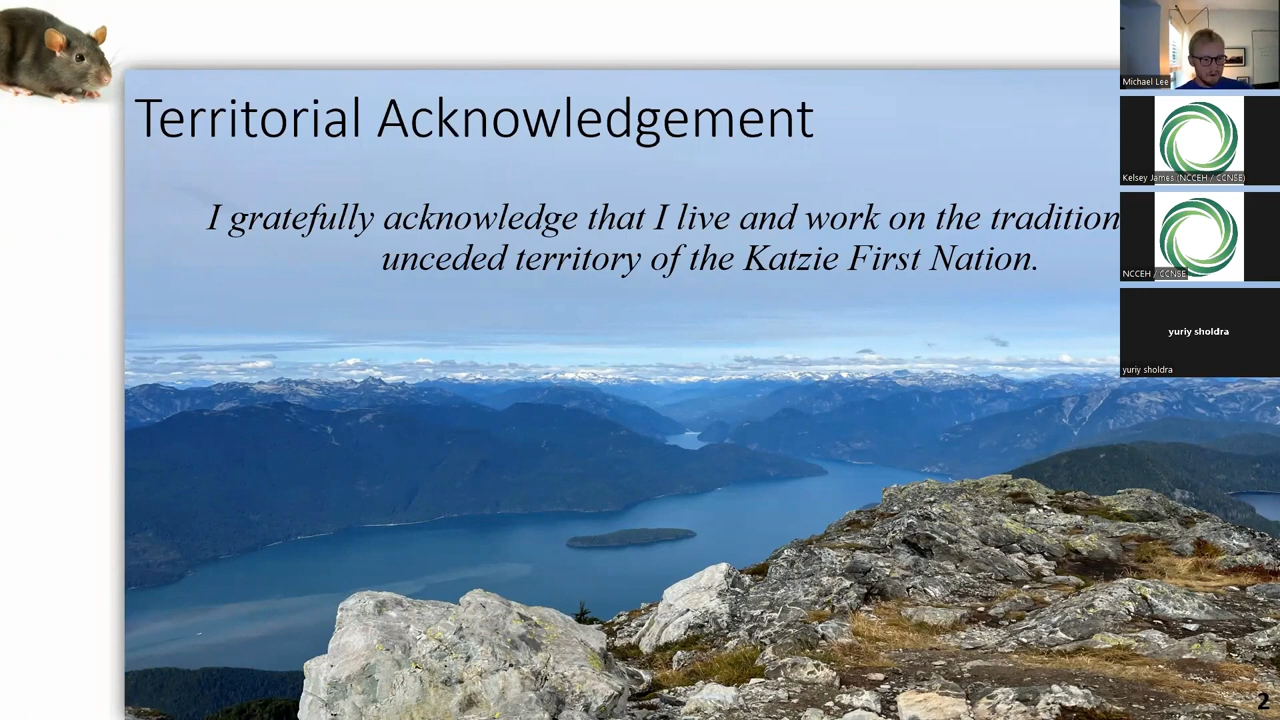 Territorial Acknowledgement
I gratefully acknowledge that I live and work on the tradition
unceded territory of the Katzie First Nation.
Michael Lee
Kelsey James (NCCEH / CCNSE)
NCCEH / CCNSE
yuriy sholdra
yuriy sholdra
2